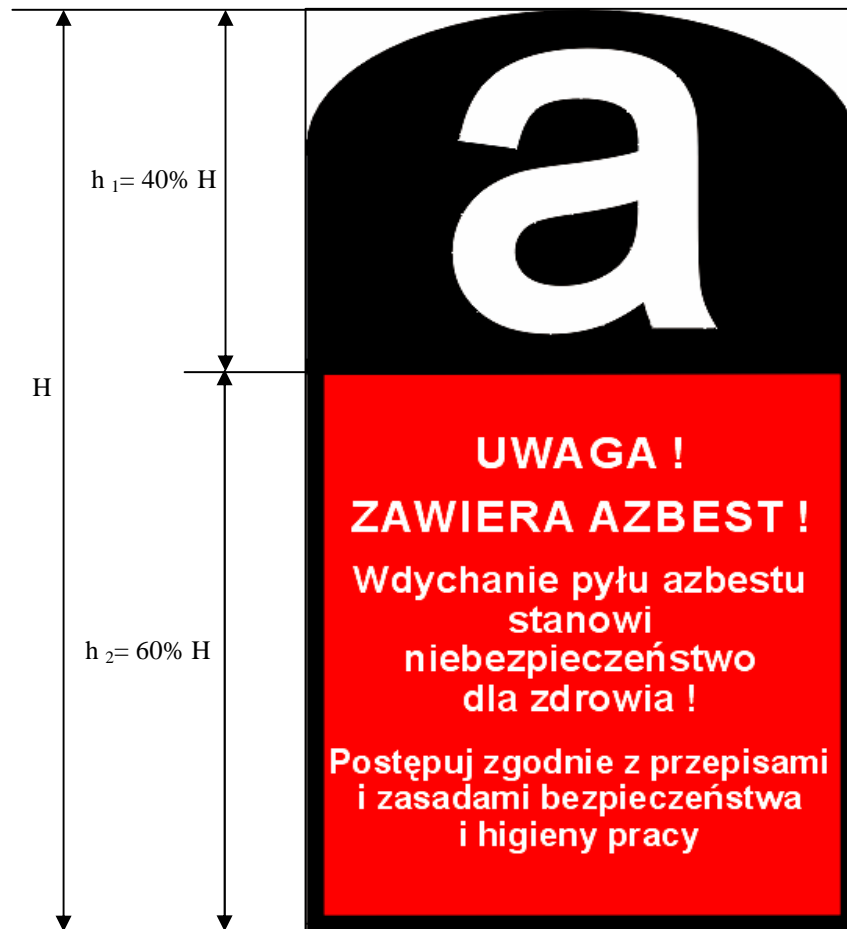 a
h 1= 40% H
H
UWAGA !
ZAWIERA AZBEST !
Wdychanie pyłu azbestu
stanowi
niebezpieczeństwo
dla zdrowia !
h 2= 60% H
Postępuj zgodnie z przepisami
i zasadami bezpieczeństwa
i higieny pracy